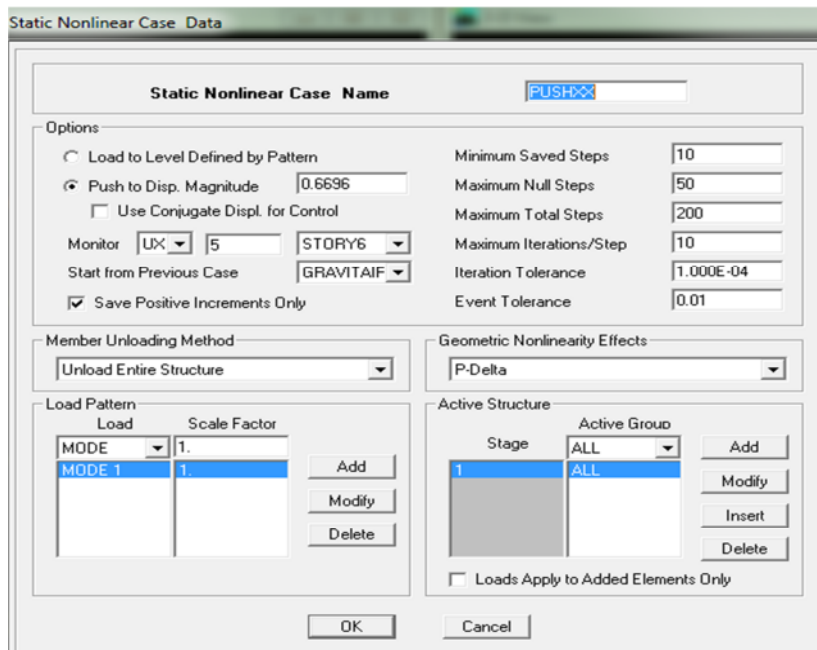 Static Nonlinear Case Data
Static Nonlinear Case Name PUSHXX
Options
Load to Level Defined by Pattern
Push to Disp. Magnitude 0.6696
Use Conjugate Displ. for Control
Monitor UX 5 STORY6
Start from Previous Case GRAVITAIF
Save Positive Increments Only
Minimum Saved Steps 10
Maximum Null Steps 50
Maximum Total Steps 200
Maximum Iterations/Step 10
Iteration Tolerance 1.000E-04
Event Tolerance 0.01
Member Unloading Method
Unload Entire Structure
Geometric Nonlinearity Effects
P-Delta
Load Pattern
Load Scale Factor
MODE 1.
MODE 1 1.
Add
Modify
Delete
Active Structure
Active Group
Stage ALL
1 ALL
Add
Modify
Insert
Delete
Loads Apply to Added Elements Only
OK Cancel